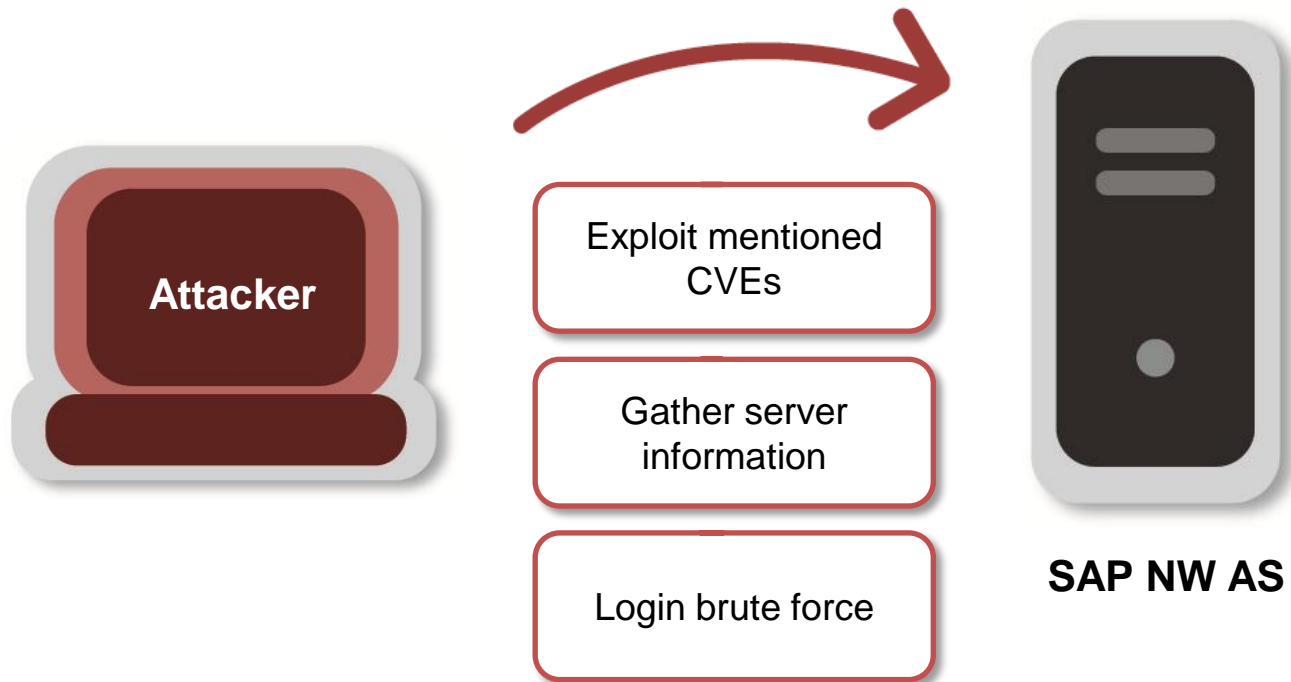 Attacker
Exploit mentioned
CVEs
Gather server
information
Login brute force
SAP NW AS